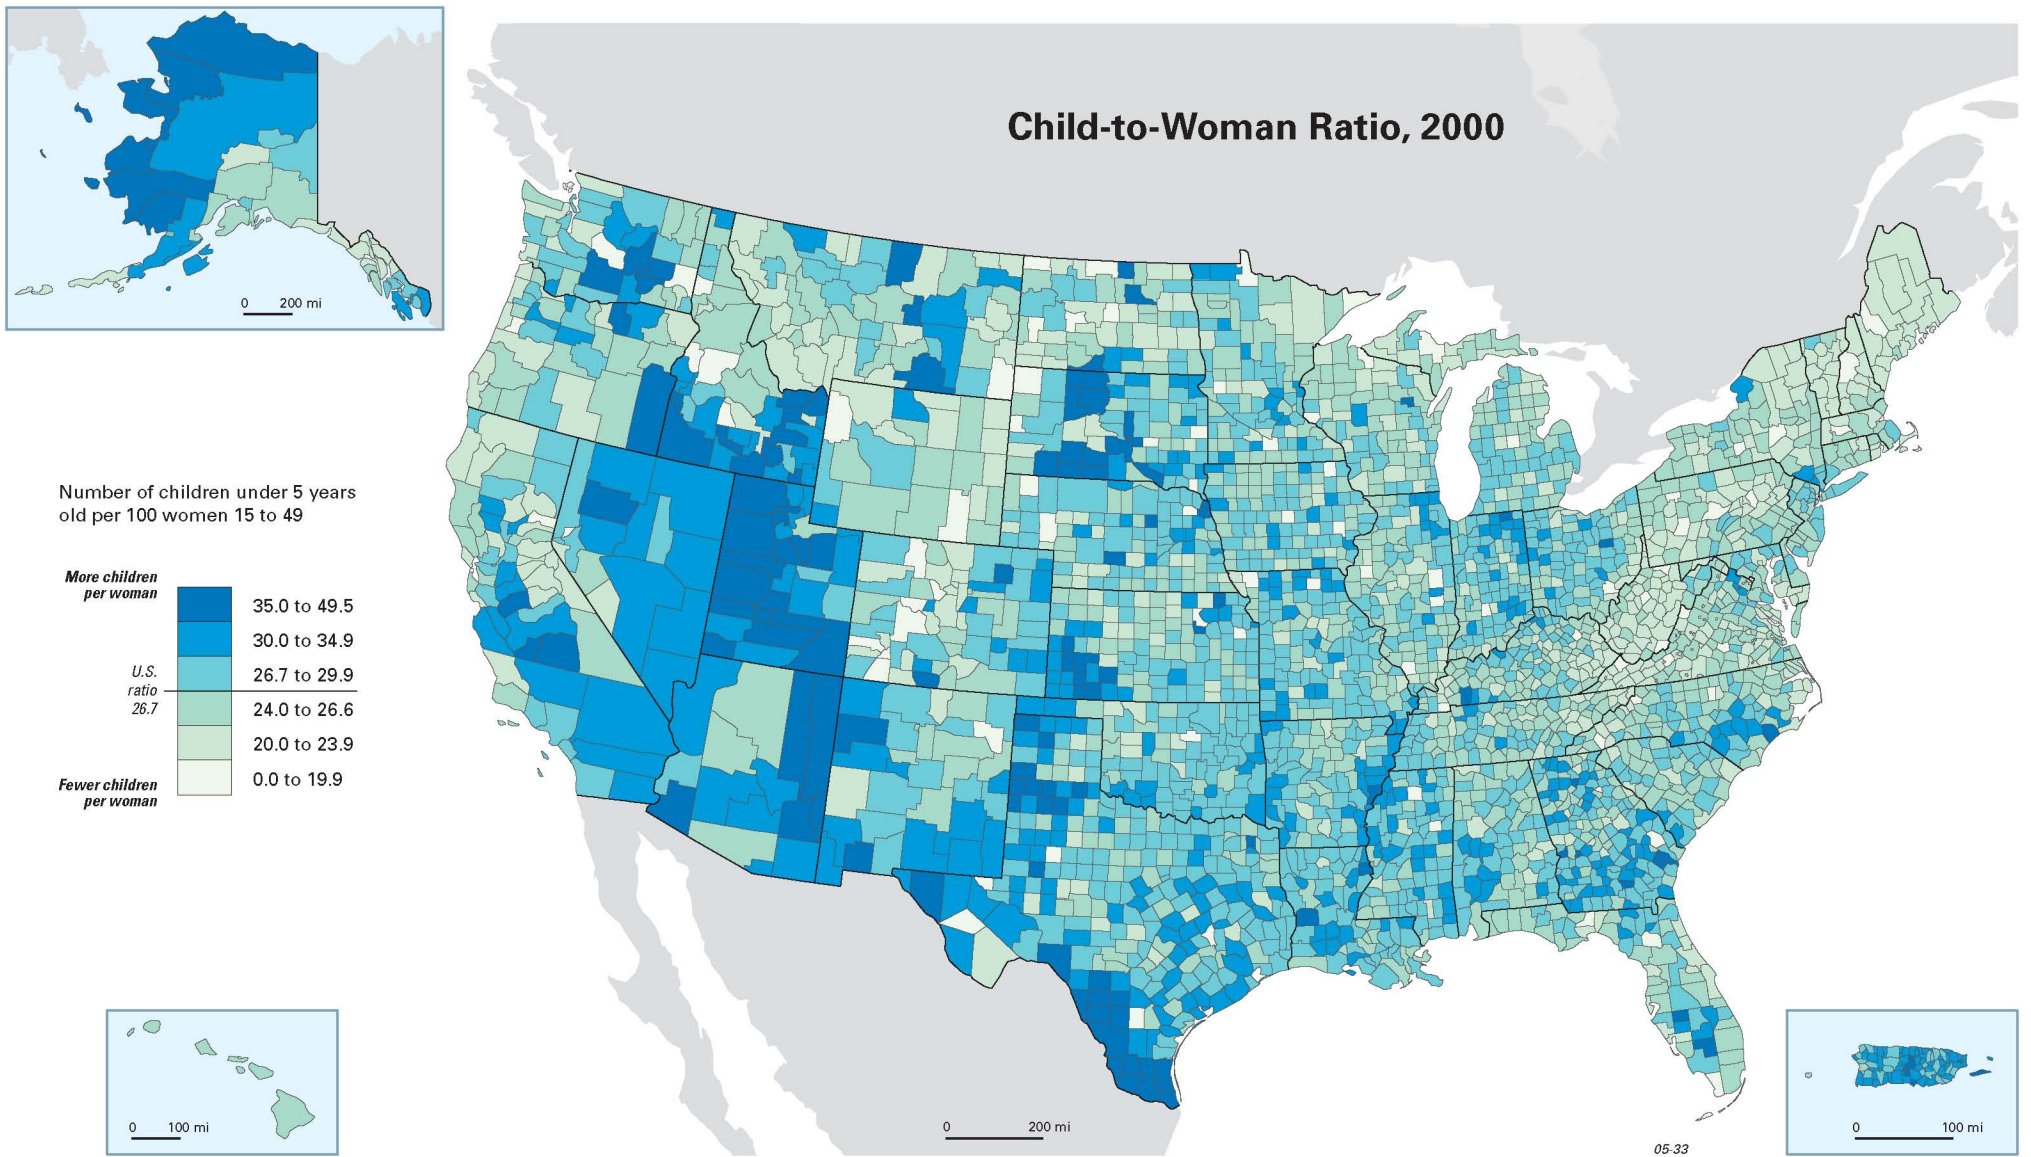 Child-to-Woman Ratio, 2000
0 200 mi
Number of children under 5 years
old per 100 women 15 to 49
More children
per woman
35.0 to 49.5
30.0 to 34.9
26.7 to 29.9
U.S.
ratio
26.7
24.0 to 26.6
20.0 to 23.9
0.0 to 19.9
Fewer children
per woman
0 100 mi
0 200 mi
0 100 mi
05-33